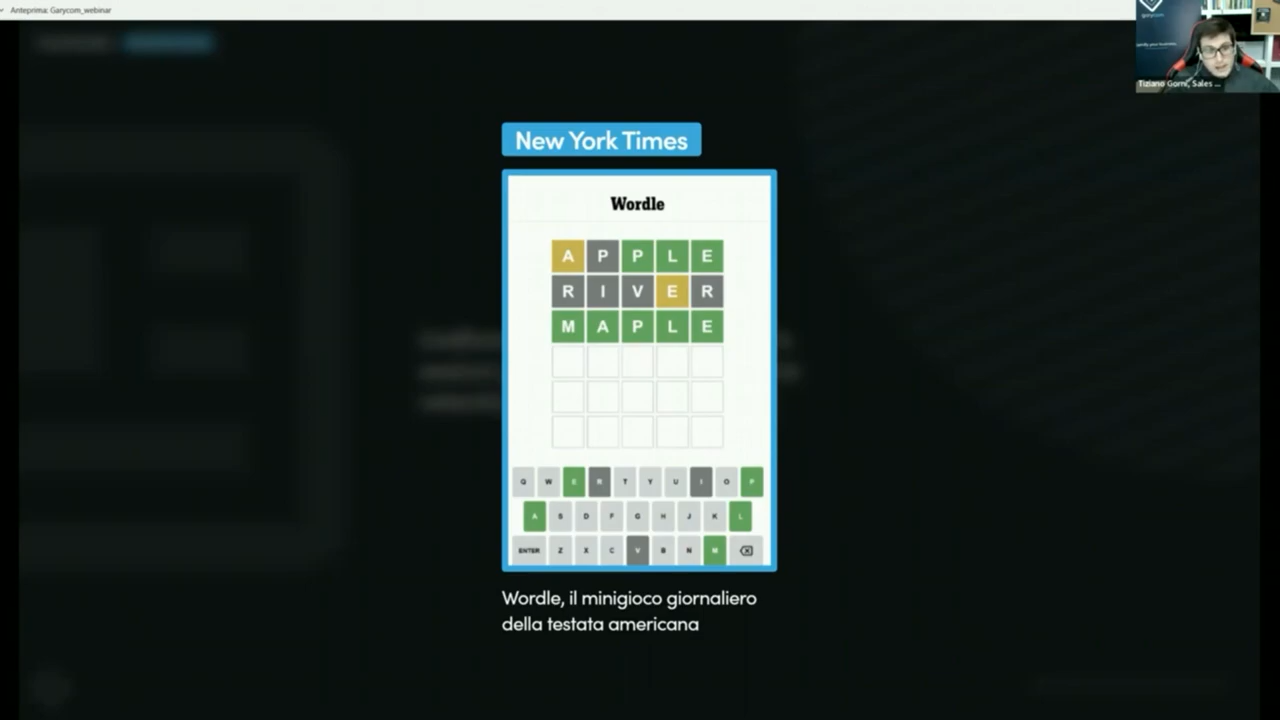 Anteprima: Garycom_webinar
Tiziano Gorni, Sales ...
New York Times
Wordle
A P P L E
R I V E R
M A P L E
Q W E R T Y U I O P
A S D F G H J K L
ENTER Z X C V B N M
Wordle, il minigioco giornaliero
della testata americana